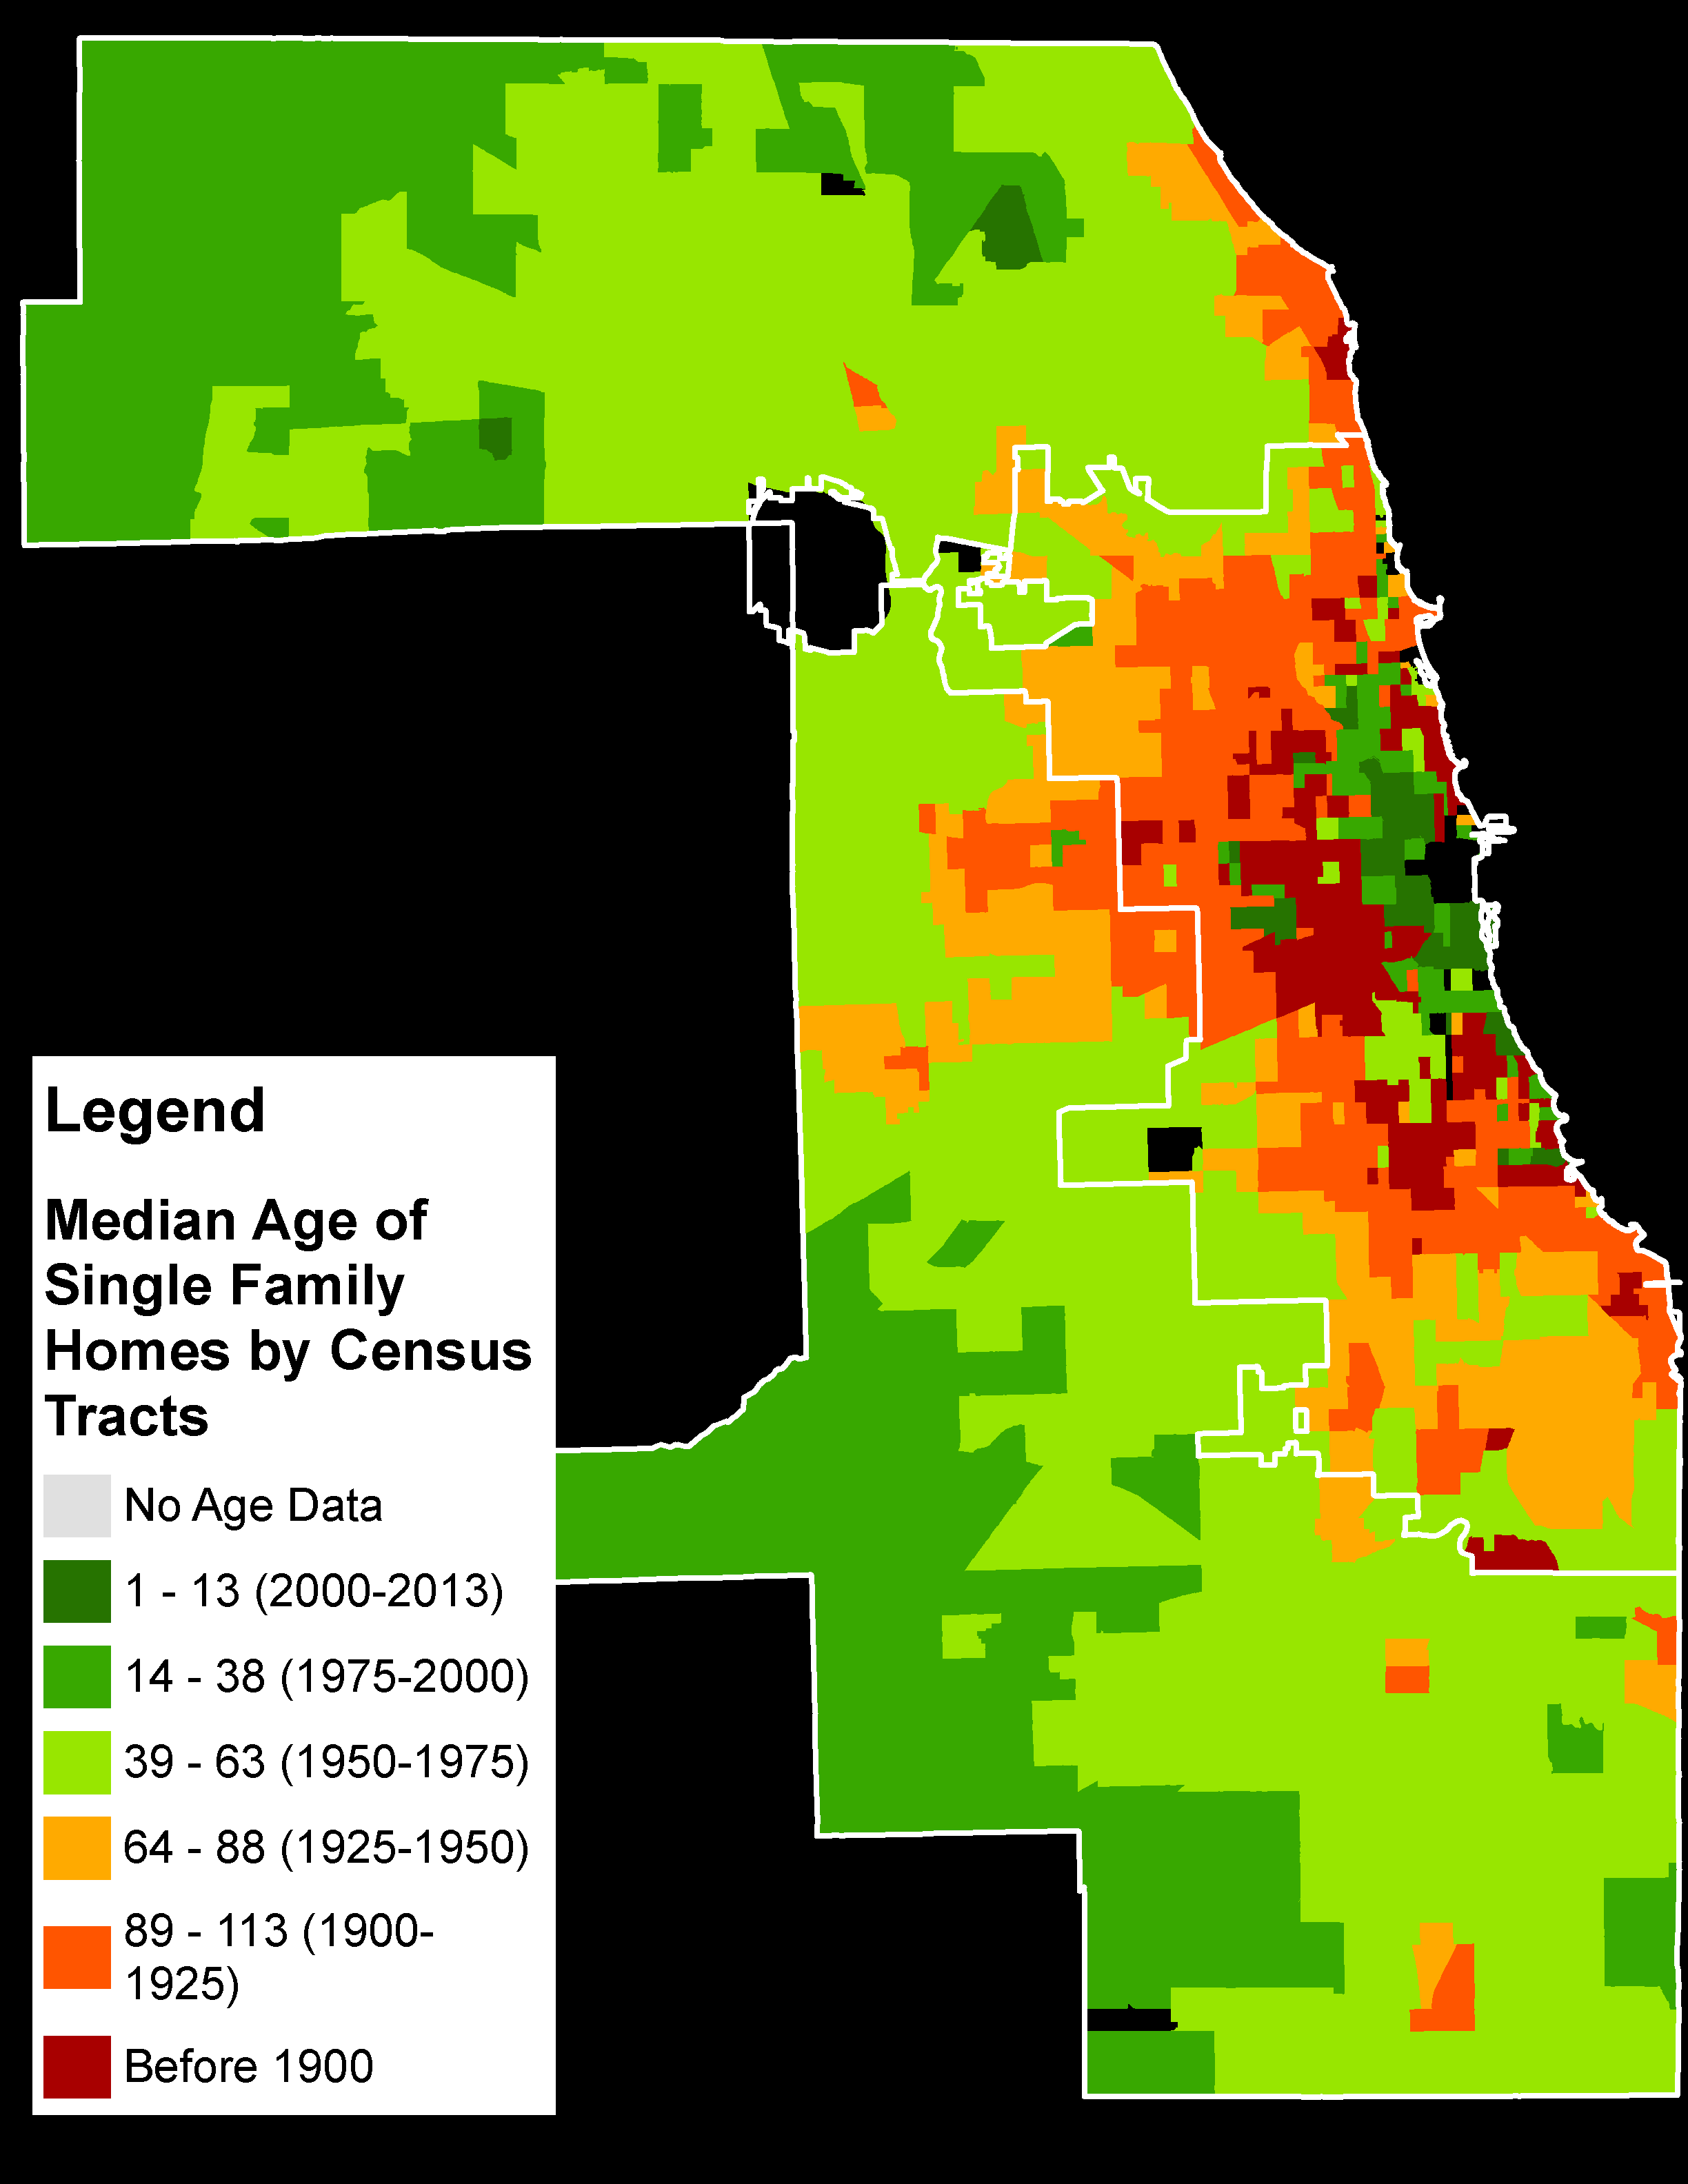 Legend
Median Age of
Single Family
Homes by Census
Tracts
No Age Data
1 - 13 (2000-2013)
14 - 38 (1975-2000)
39 - 63 (1950-1975)
64 - 88 (1925-1950)
89 - 113 (1900-
1925)
Before 1900